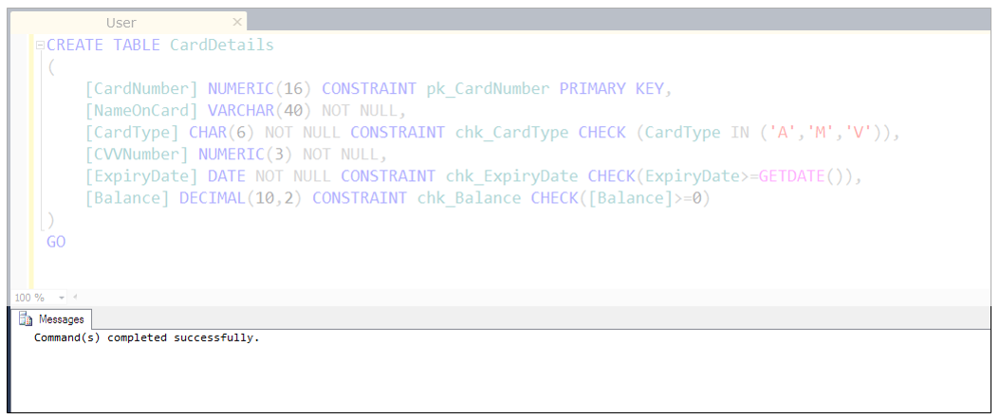 User
CREATE TABLE CardDetails
(
[CardNumber] NUMERIC(16) CONSTRAINT pk_CardNumber PRIMARY KEY,
[NameOnCard] VARCHAR(40) NOT NULL,
[CardType] CHAR(6) NOT NULL CONSTRAINT chk_CardType CHECK (CardType IN ('A','M','V')),
[CVVNumber] NUMERIC(3) NOT NULL,
[ExpiryDate] DATE NOT NULL CONSTRAINT chk_ExpiryDate CHECK(ExpiryDate>=GETDATE()),
[Balance] DECIMAL(10,2) CONSTRAINT chk_Balance CHECK([Balance]>=0)
)
GO
100 %
Messages
Command(s) completed successfully.